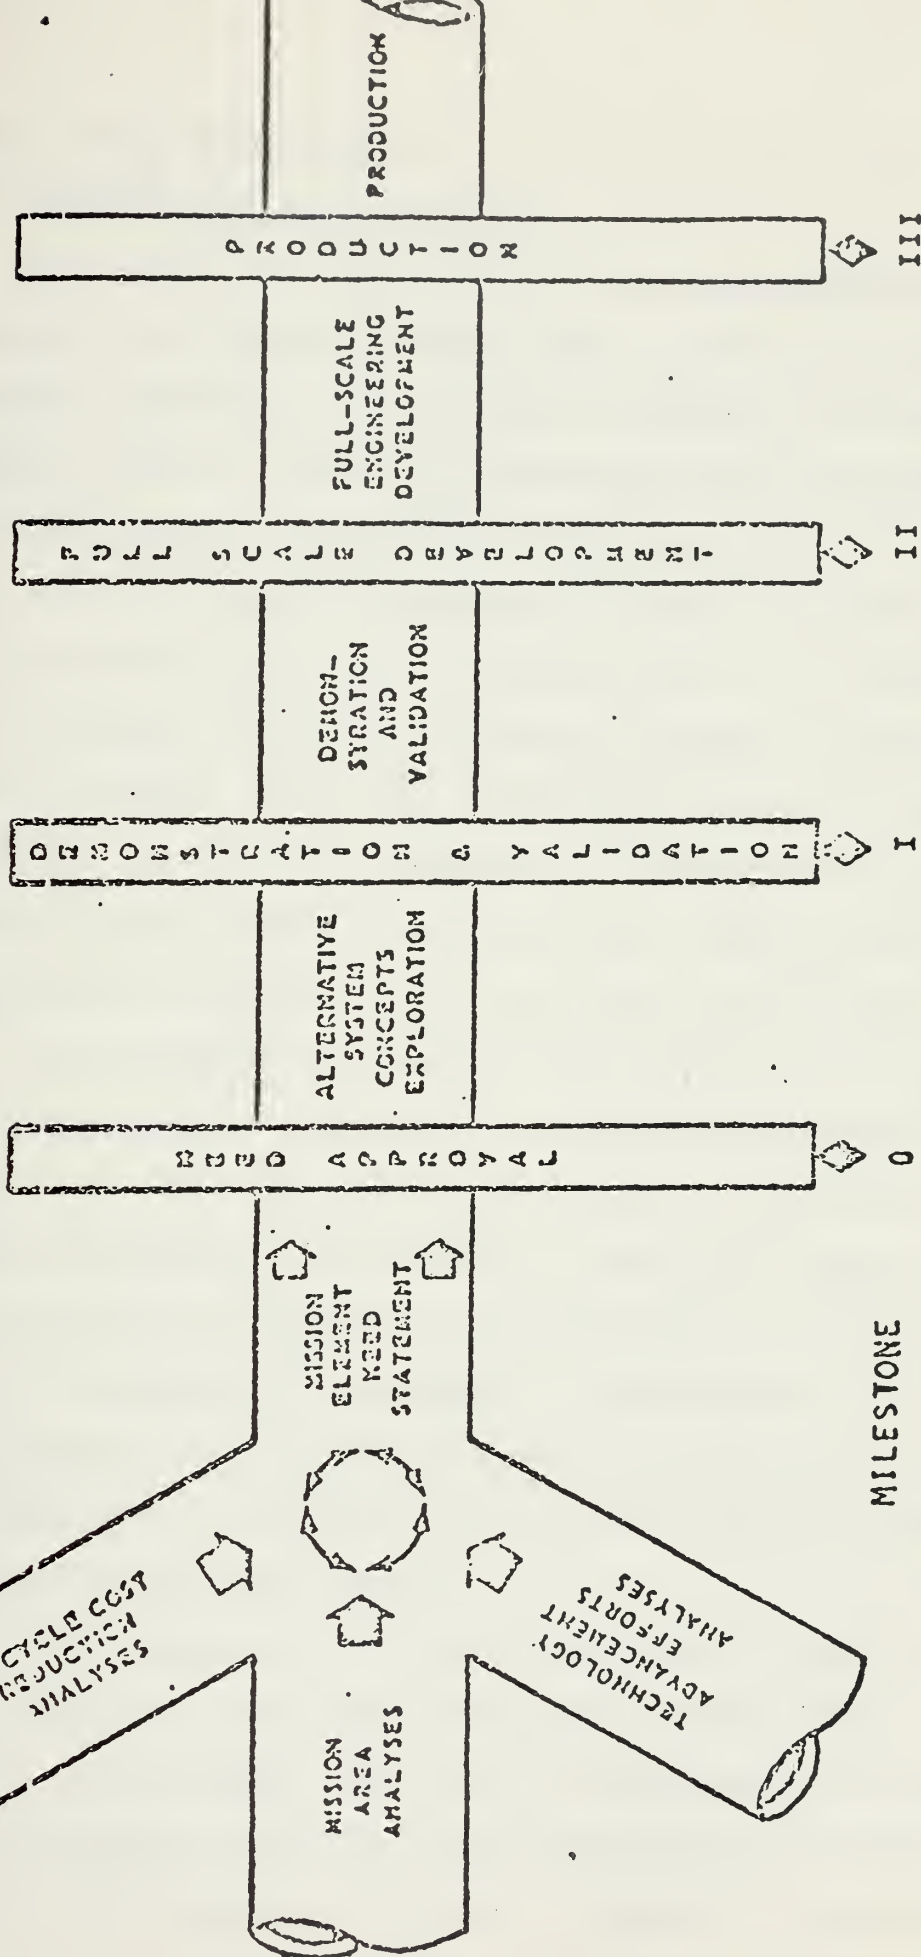 CYCLE COST
REDUCTION
ANALYSES
MISSION
AREA
ANALYSES
TECHNOLOGY
ADVANCEMENT
EFFORTS
ANALYSES
MISSION
ELEMENT
NEED
STATEMENT
NEED APPROVAL
ALTERNATIVE
SYSTEM
CONCEPTS
EXPLORATION
DEMONSTRATION & VALIDATION
DEMON-
STRATION
AND
VALIDATION
FULL SCALE DEVELOPMENT
FULL-SCALE
ENGINEERING
DEVELOPMENT
PRODUCTION
PRODUCTION
MILESTONE
0
I
II
III